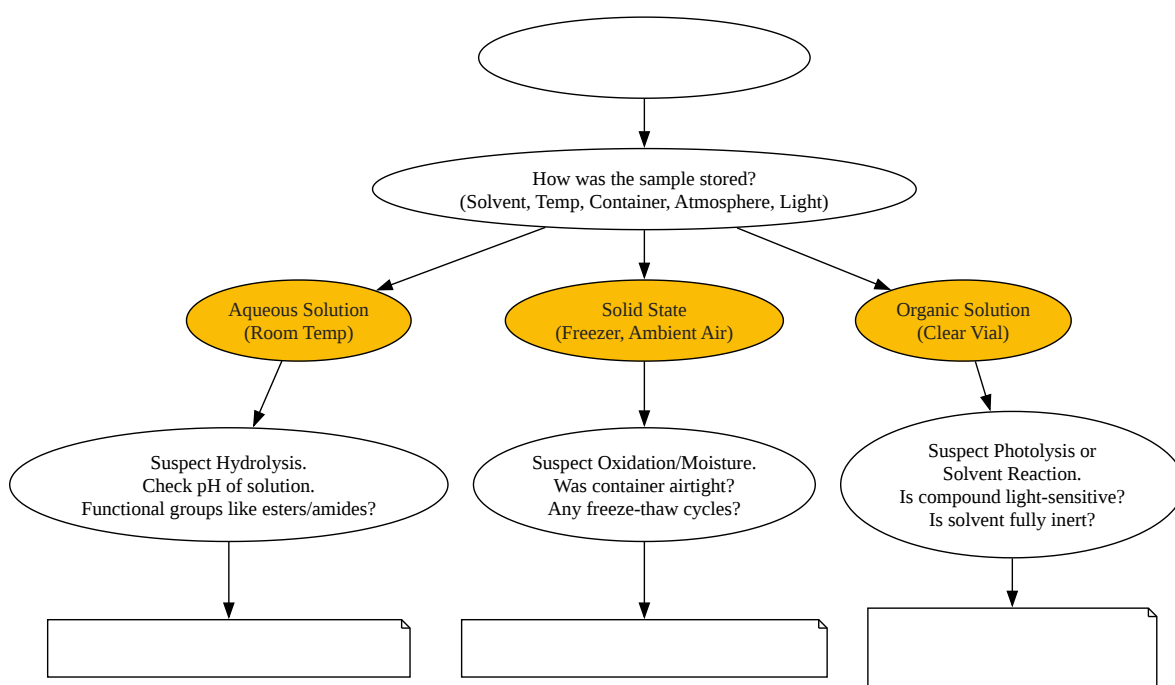 How was the sample stored?
(Solvent, Temp, Container, Atmosphere, Light)
Aqueous Solution
(Room Temp)
Solid State
(Freezer, Ambient Air)
Organic Solution
(Clear Vial)
Suspect Hydrolysis.
Check pH of solution.
Functional groups like esters/amides?
Suspect Oxidation/Moisture.
Was container airtight?
Any freeze-thaw cycles?
Suspect Photolysis or
Solvent Reaction.
Is compound light-sensitive?
Is solvent fully inert?